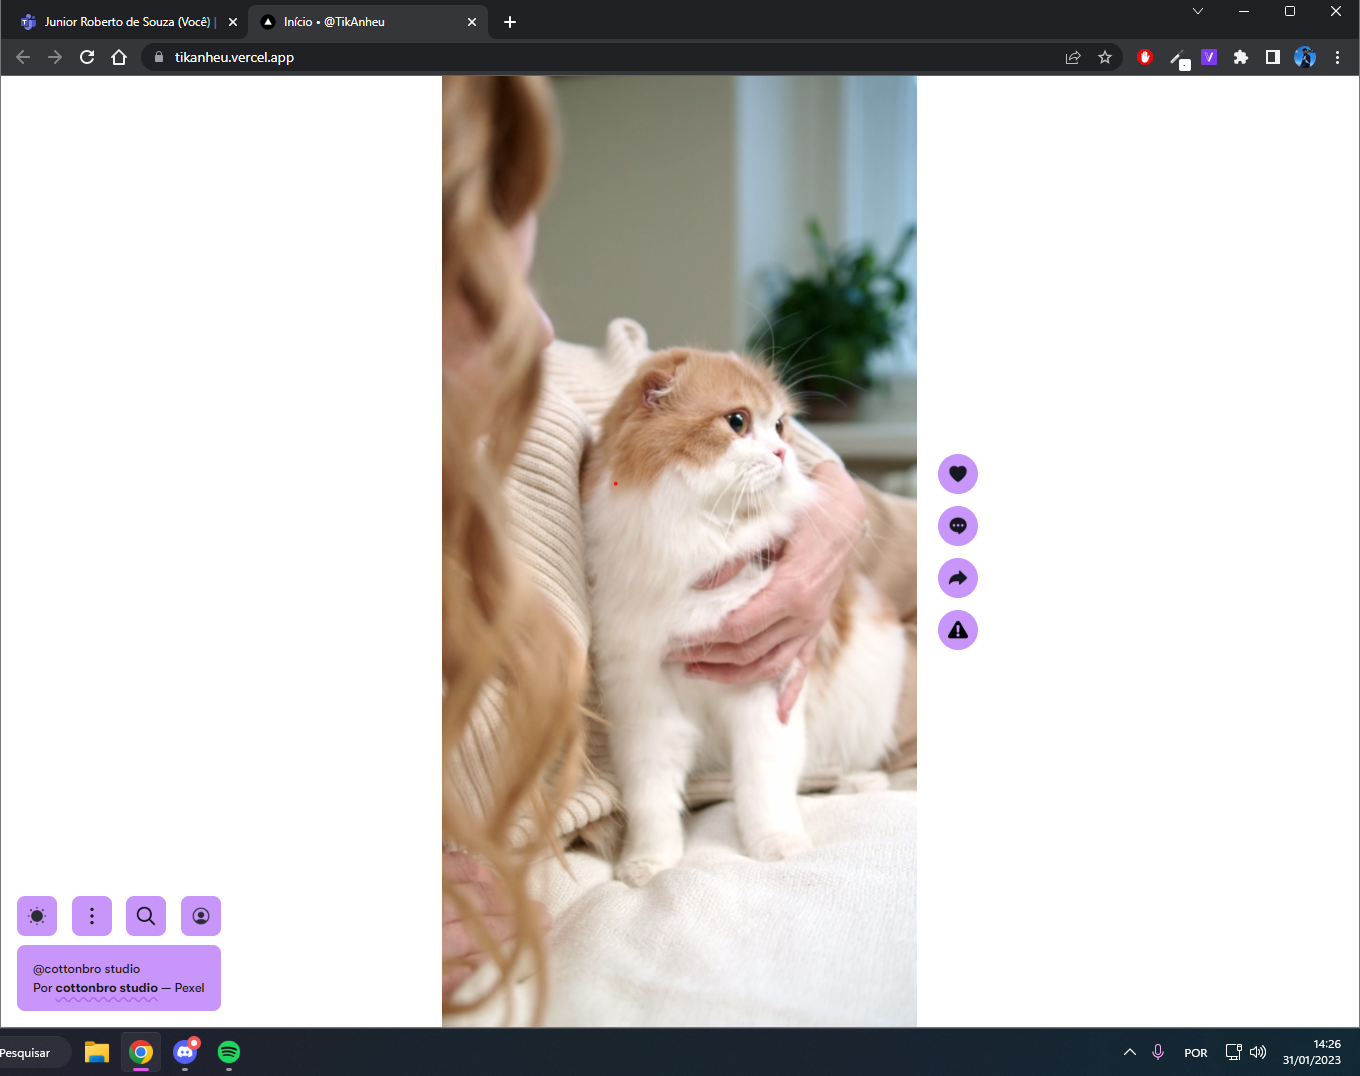 Junior Roberto de Souza (Você) |
Início • @TikAnheu
tikanheu.vercel.app
@cottonbro studio
Por cottonbro studio — Pexel
Pesquisar
POR
14:26
31/01/2023